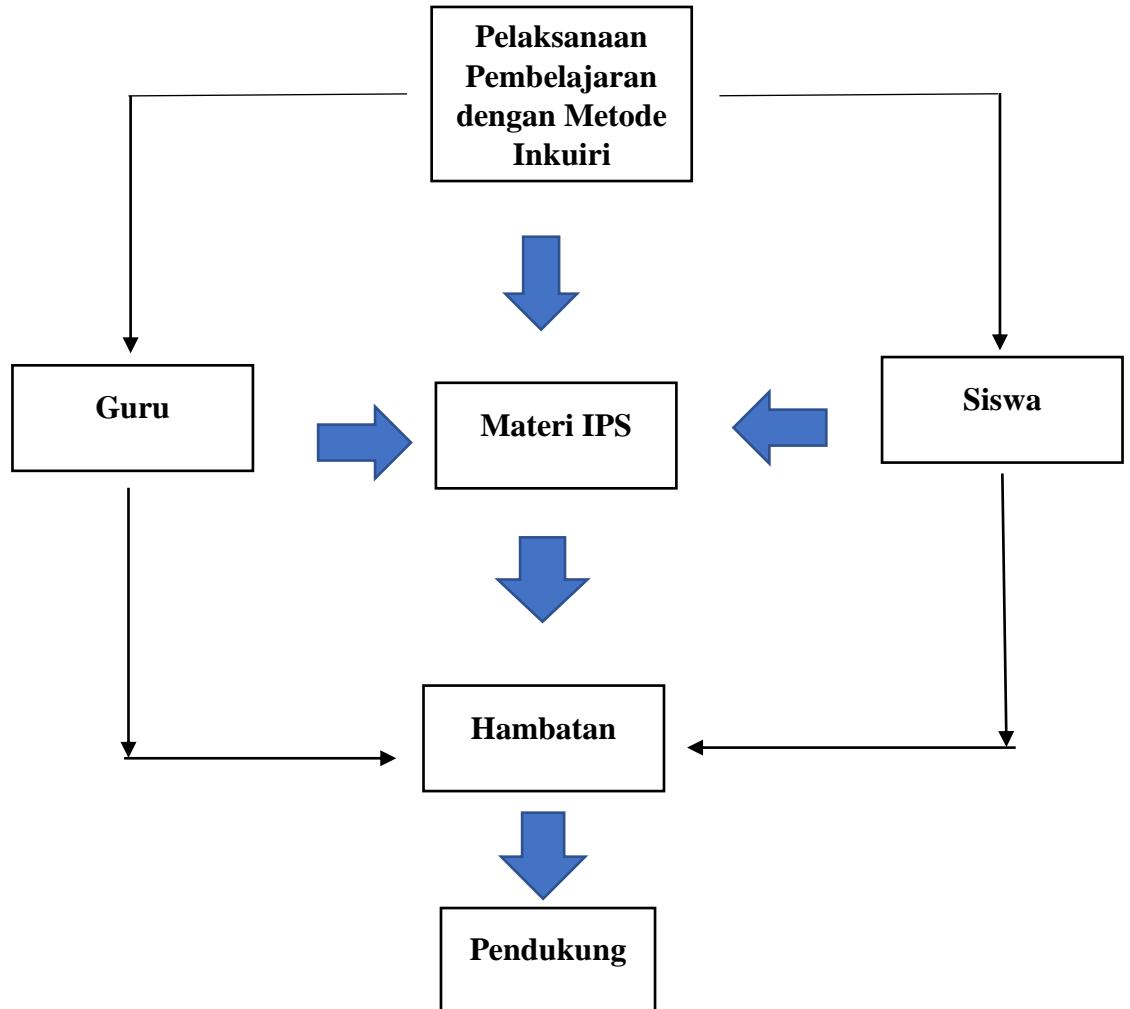 Pelaksanaan
Pembelajaran
dengan Metode
Inkuiri
Guru
Materi IPS
Siswa
Hambatan
Pendukung